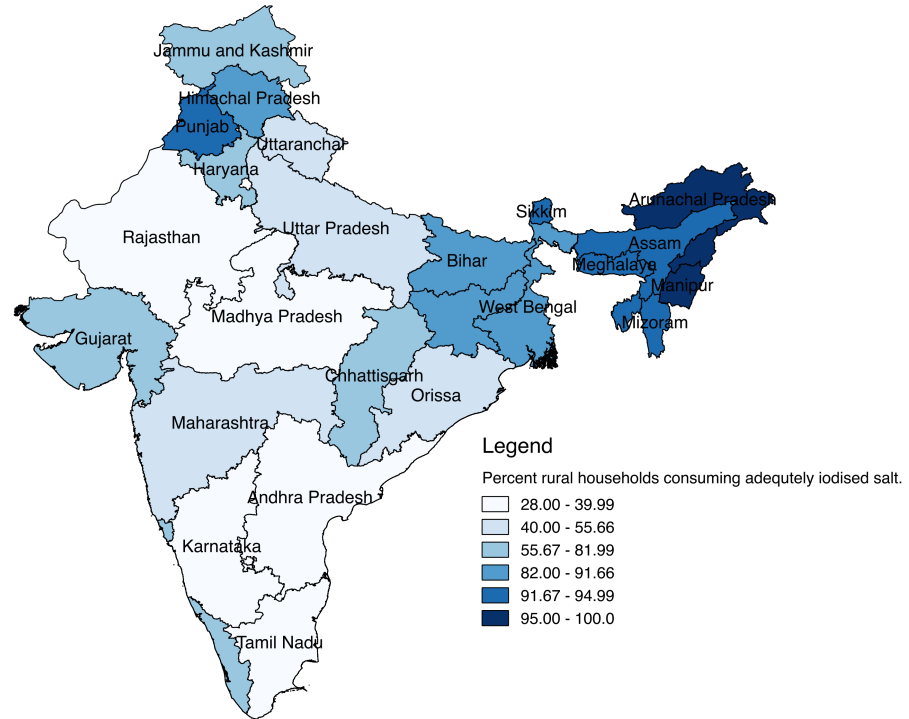 Jammu and Kashmir
Himachal Pradesh
Punjab
Uttaranchal
Haryana
Arunachal Pradesh
Sikkim
Uttar Pradesh
Rajasthan
Assam
Bihar
Meghalaya
Manipur
West Bengal
Madhya Pradesh
Mizoram
Gujarat
Chhattisgarh
Orissa
Maharashtra
Legend
Percent rural households consuming adequtely iodised salt.
Andhra Pradesh
28.00 - 39.99
40.00 - 55.66
Karnataka
55.67 - 81.99
82.00 - 91.66
91.67 - 94.99
95.00 - 100.0
Tamil Nadu